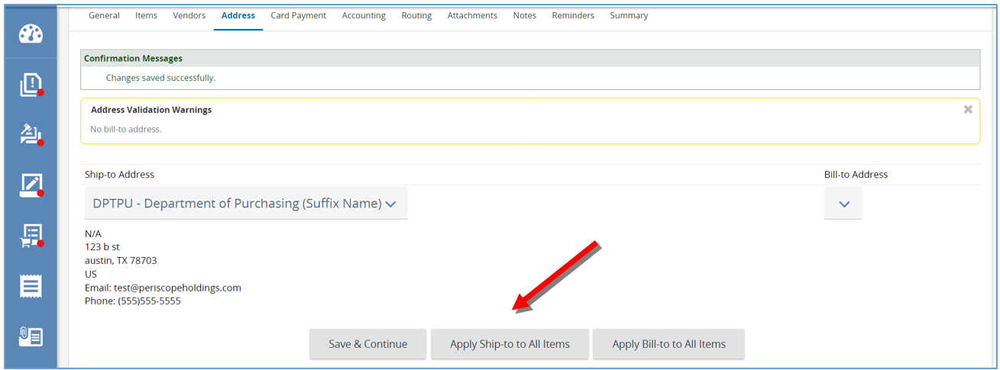 General Items Vendors Address Card Payment Accounting Routing Attachments Notes Reminders Summary
Confirmation Messages
Changes saved successfully.
Address Validation Warnings
No bill-to address.
Ship-to Address Bill-to Address
DPTPU - Department of Purchasing (Suffix Name)
N/A
123 b st
austin, TX 78703
US
Email: test@periscopeholdings.com
Phone: (555)555-5555
Save & Continue Apply Ship-to to All Items Apply Bill-to to All Items